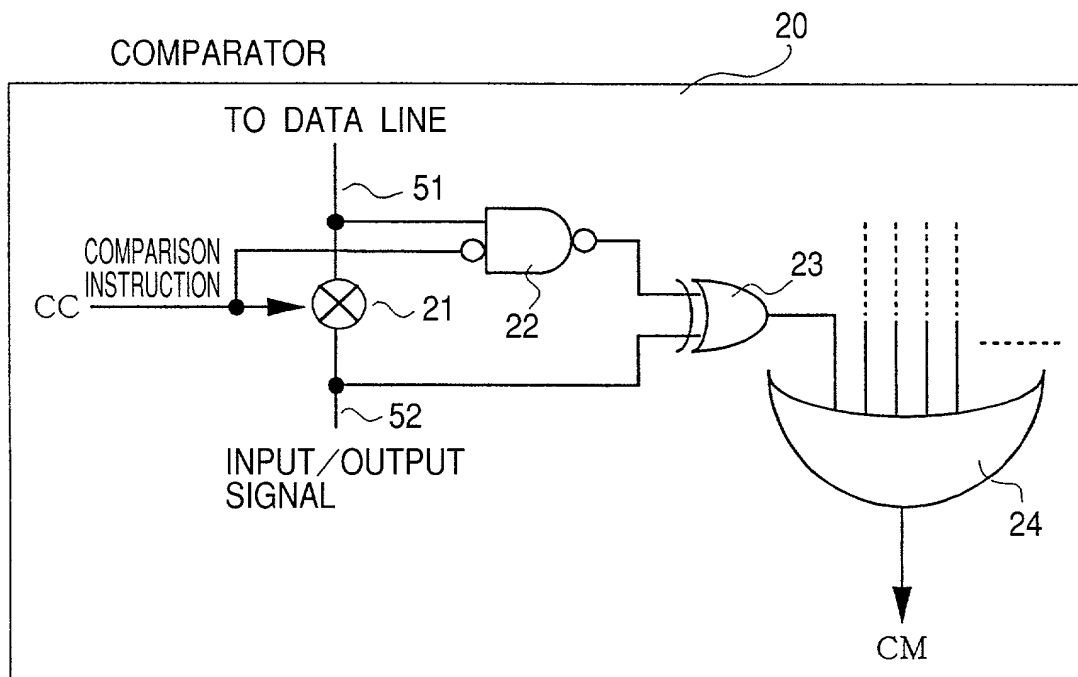 20
COMPARATOR
TO DATA LINE
51
COMPARISON
INSTRUCTION
CC
21
22
23
52
INPUT/OUTPUT
SIGNAL
24
CM